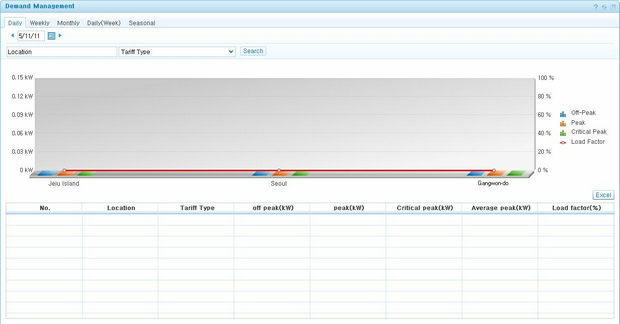 Demand Management
Daily Weekly Monthly Daily(Week) Seasonal
5/11/11
Location Tariff Type Search
0.15 kW 100 %
0.12 kW 80 %
0.09 kW 60 %
0.06 kW 40 %
0.03 kW 20 %
0 kW 0 %
Off-Peak
Peak
Critical Peak
Load Factor
Jeju Island Seoul Gangwon-do
Excel
No. Location Tariff Type off peak(kW) peak(kW) Critical peak(kW) Average peak(kW) Load factor(%)